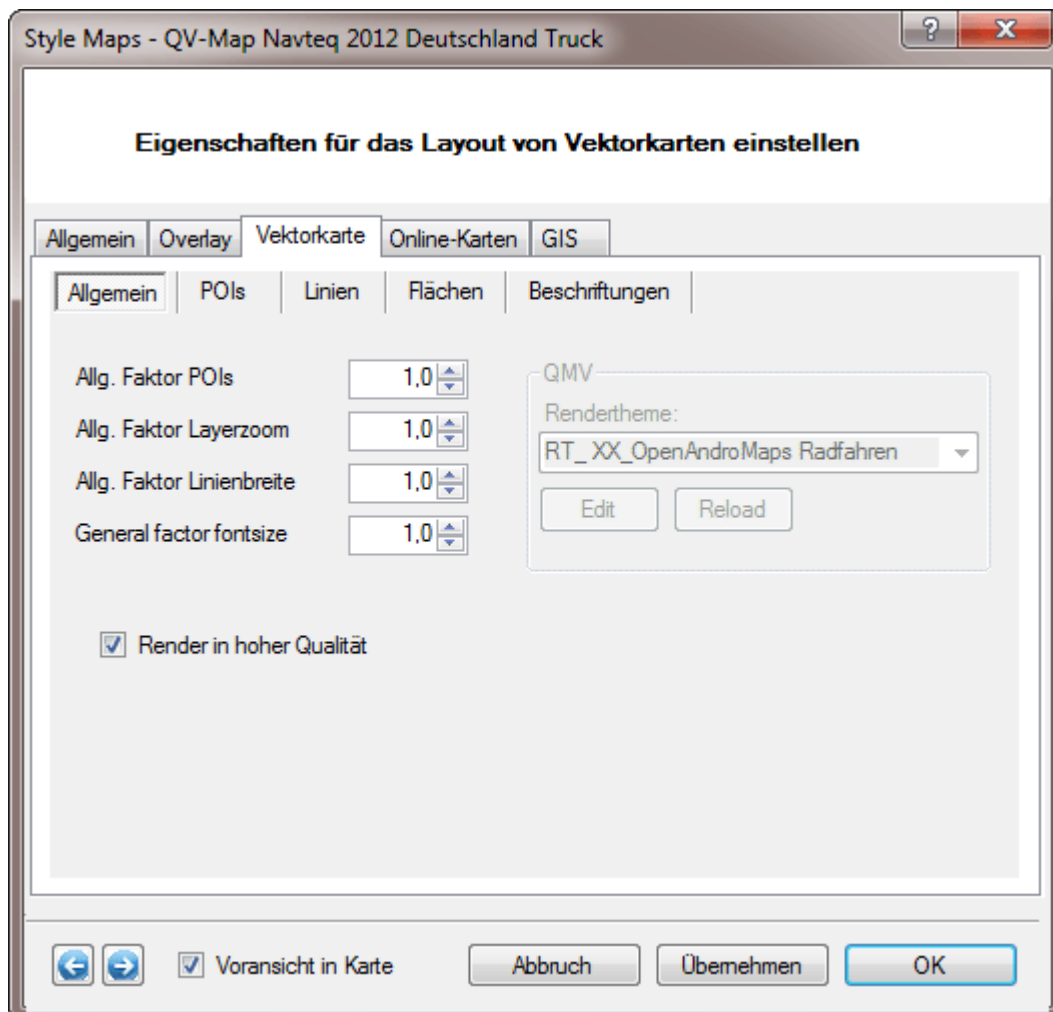 Style Maps - QV-Map Navteq 2012 Deutschland Truck
Eigenschaften für das Layout von Vektorkarten einstellen
Allgemein Overlay Vektorkarte Online-Karten GIS
Allgemein POIs Linien Flächen Beschriftungen
Allg. Faktor POIs 1,0
Allg. Faktor Layerzoom 1,0
Allg. Faktor Linienbreite 1,0
General factor fontsize 1,0
QMV
Rendertheme:
RT_ XX_OpenAndroMaps Radfahren
Edit Reload
Render in hoher Qualität
Voransicht in Karte Abbruch Übernehmen OK